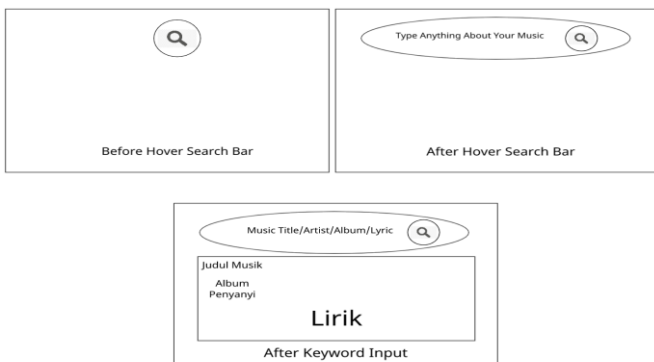 Before Hover Search Bar
Type Anything About Your Music
After Hover Search Bar
Music Title/Artist/Album/Lyric
Judul Musik
Album
Penyanyi
Lirik
After Keyword Input